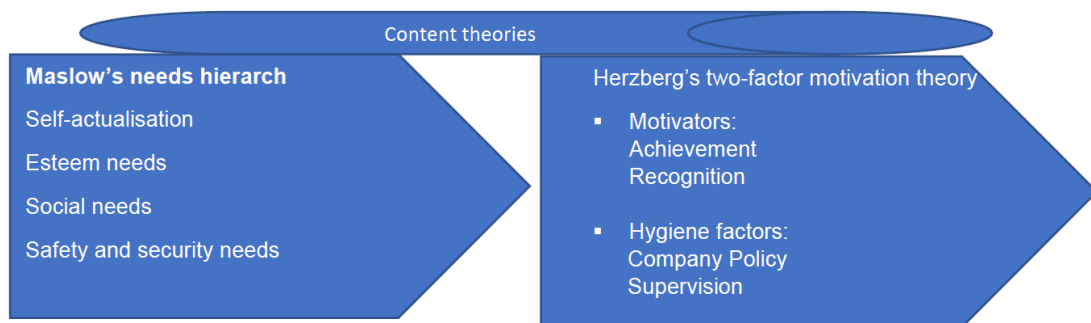 Content theories
Maslow's needs hierarch
Self-actualisation
Esteem needs
Social needs
Safety and security needs
Herzberg's two-factor motivation theory
▪ Motivators:
Achievement
Recognition
▪ Hygiene factors:
Company Policy
Supervision